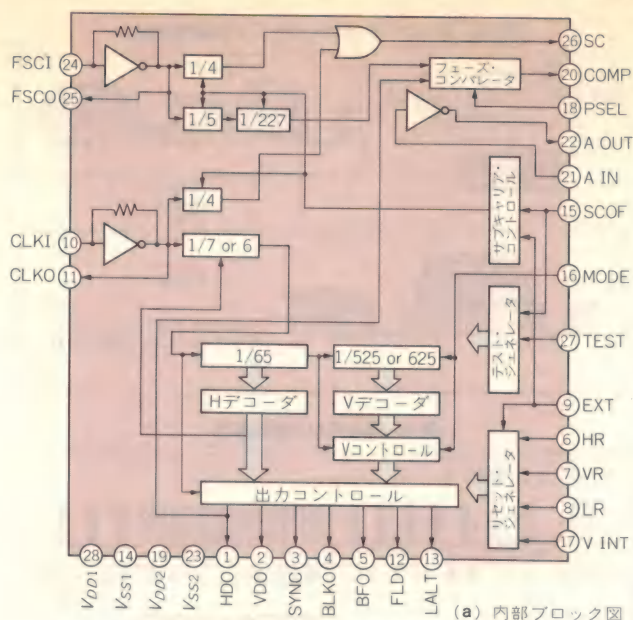 FSCI 24
FSCO 25
CLKI 10
CLKO 11
1/4
1/5
1/227
1/4
1/7 or 6
フェーズ・
コンパレータ
サブキャリア・
コントロール
1/65
1/525 or 625
Hデコーダ
Vデコーダ
Vコントロール
出力コントロール
テスト・
ジェネレータ
リセット・
ジェネレータ
26 SC
20 COMP
18 PSEL
22 A OUT
21 A IN
15 SCOF
16 MODE
27 TEST
9 EXT
6 HR
7 VR
8 LR
17 V INT
28 14 19 23 1 2 3 4 5 12 13
VDD1 VSS1 VDD2 VSS2 HDO VDO SYNC BLKO BFO FLD LALT
(a) 内部ブロック図